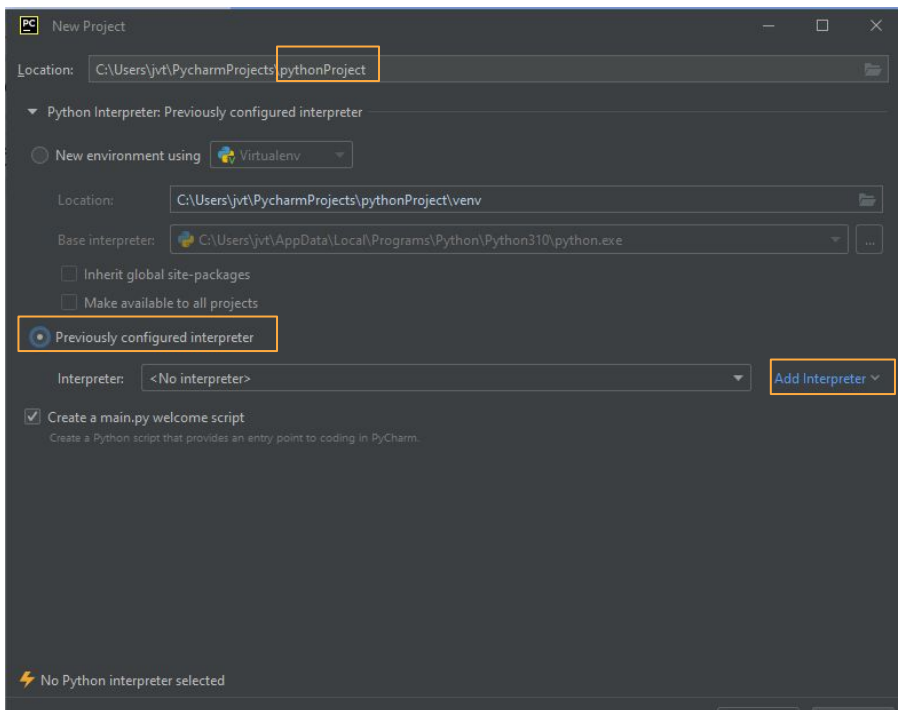 PC New Project
Location: C:\Users\jvt\PycharmProjects\pythonProject
Python Interpreter: Previously configured interpreter
New environment using Virtualenv
Location: C:\Users\jvt\PycharmProjects\pythonProject\venv
Base interpreter: C:\Users\jvt\AppData\Local\Programs\Python\Python310\python.exe ...
Inherit global site-packages
Make available to all projects
Previously configured interpreter
Interpreter: <No interpreter> Add Interpreter
Create a main.py welcome script
Create a Python script that provides an entry point to coding in PyCharm.
No Python interpreter selected